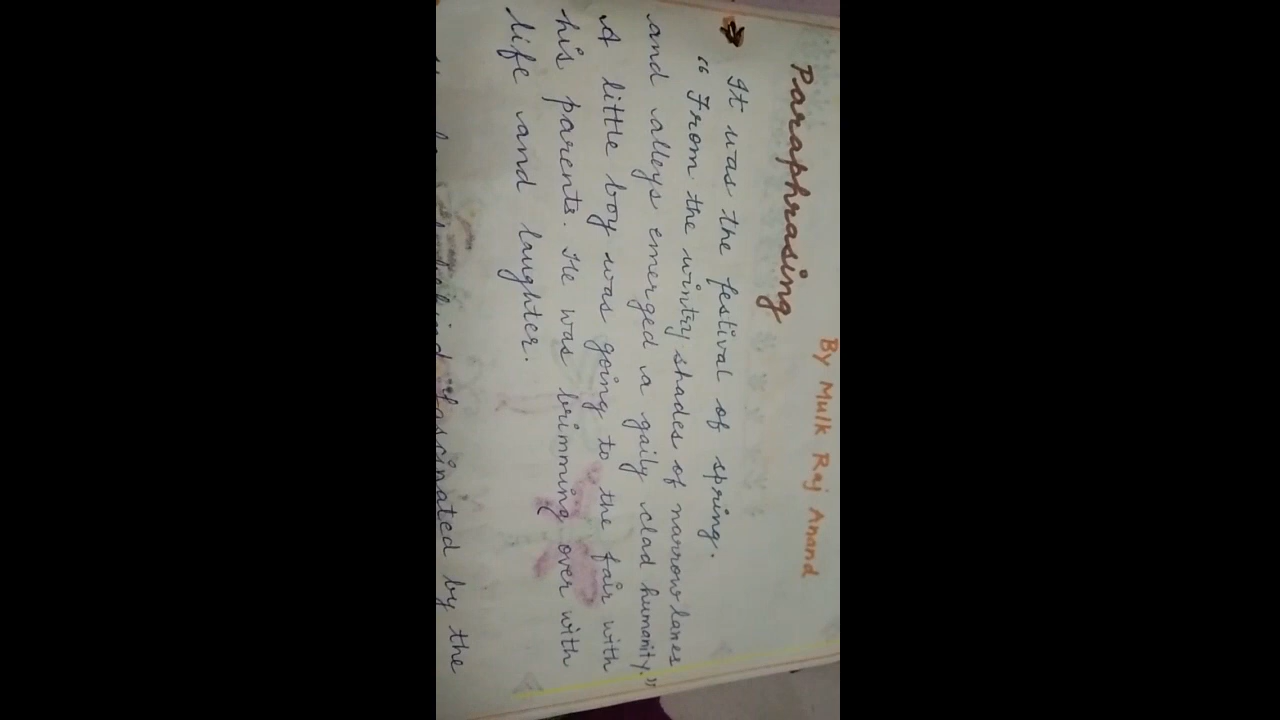 By Mulk Raj Anand
Paraphrasing
It was the festival of spring.
“From the wintry shades of narrow lanes
and alleys emerged a gaily clad humanity.”
A little boy was going to the fair with
his parents. He was brimming over with
life and laughter.
behind fascinated by the